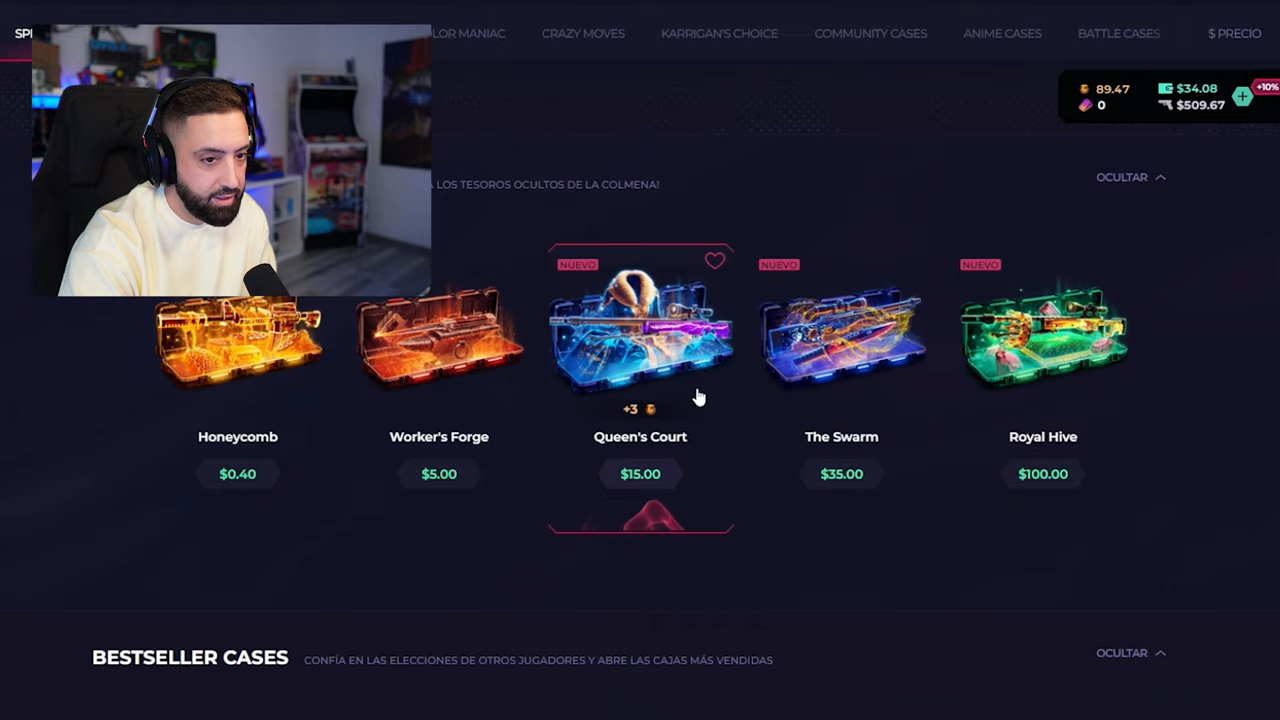 SPI
LOR MANIAC
CRAZY MOVES
KARRIGAN'S CHOICE
COMMUNITY CASES
ANIME CASES
BATTLE CASES
$ PRECIO
89.47
$34.08
+10%
0
$509.67
A LOS TESOROS OCULTOS DE LA COLMENA!
OCULTAR
NUEVO
NUEVO
NUEVO
+3
Honeycomb
Worker's Forge
Queen's Court
The Swarm
Royal Hive
$0.40
$5.00
$15.00
$35.00
$100.00
BESTSELLER CASES
CONFÍA EN LAS ELECCIONES DE OTROS JUGADORES Y ABRE LAS CAJAS MÁS VENDIDAS
OCULTAR